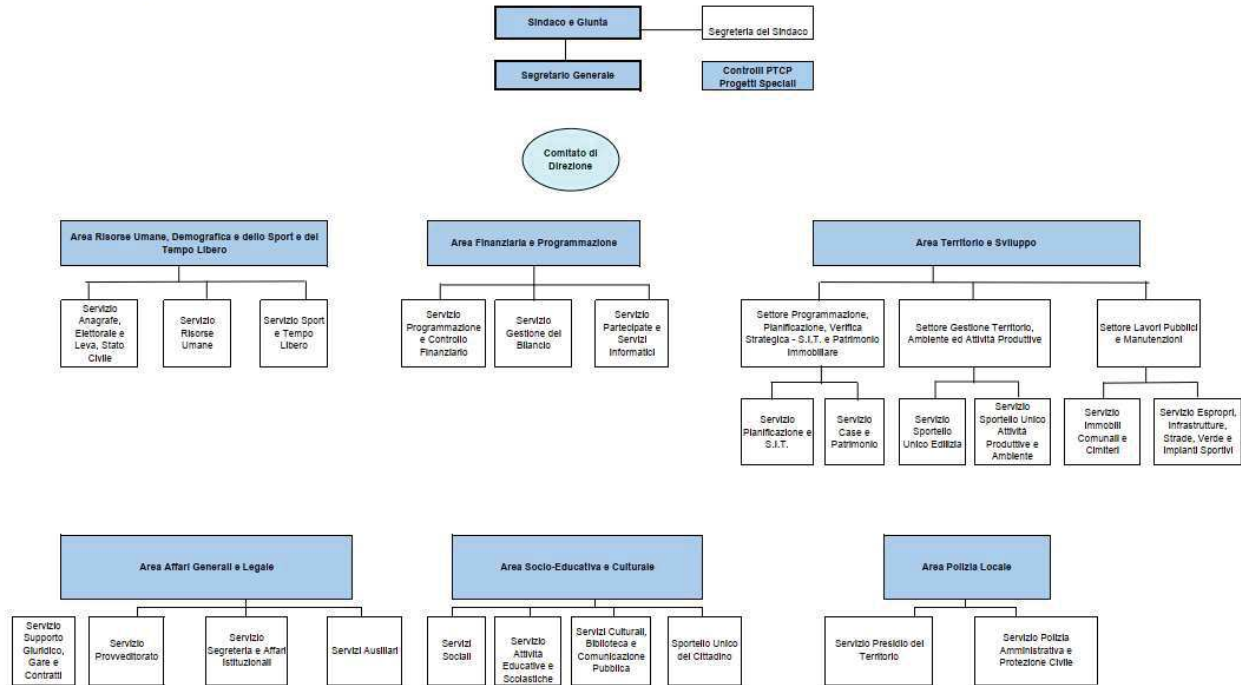 Sindaco e Giunta
Segreteria del Sindaco
Segretario Generale
Controlli PTCP
Progetti Speciali
Comitato di
Direzione
Area Risorse Umane, Demografica e dello Sport e del
Tempo Libero
Area Finanziaria e Programmazione
Area Territorio e Sviluppo
Servizio
Anagrafe,
Elettorale e
Leva, Stato
Civile
Servizio
Risorse
Umane
Servizio Sport
e Tempo
Libero
Servizio
Programmazione
e Controllo
Finanziario
Servizio
Gestione del
Bilancio
Servizio
Partecipate e
Servizi
Informatici
Settore Programmazione,
Planificazione, Verifica
Strategica - S.I.T. e Patrimonio
Immobiliare
Settore Gestione Territorio,
Ambiente ed Attività Produttive
Settore Lavori Pubblici
e Manutenzioni
Servizio
Planificazione e
S.I.T.
Servizio
Case e
Patrimonio
Servizio
Sportello
Unico Edilizia
Servizio
Sportello Unico
Attività
Produttive e
Ambiente
Servizio
Immobili
Comunali e
Cimiteri
Servizio Espropri,
Infrastrutture,
Strade, Verde e
Impianti Sportivi
Area Affari Generali e Legale
Area Socio-Educativa e Culturale
Area Polizia Locale
Servizio
Supporto
Giuridico,
Gare e
Contratti
Servizio
Provveditorato
Servizio
Segreteria e Affari
Istituzionali
Servizi Ausiliari
Servizi
Sociali
Servizio
Attività
Educative e
Scolastiche
Servizi Culturali,
Biblioteca e
Comunicazione
Pubblica
Sportello Unico
del Cittadino
Servizio Presidio del
Territorio
Servizio Polizia
Amministrativa e
Protezione Civile